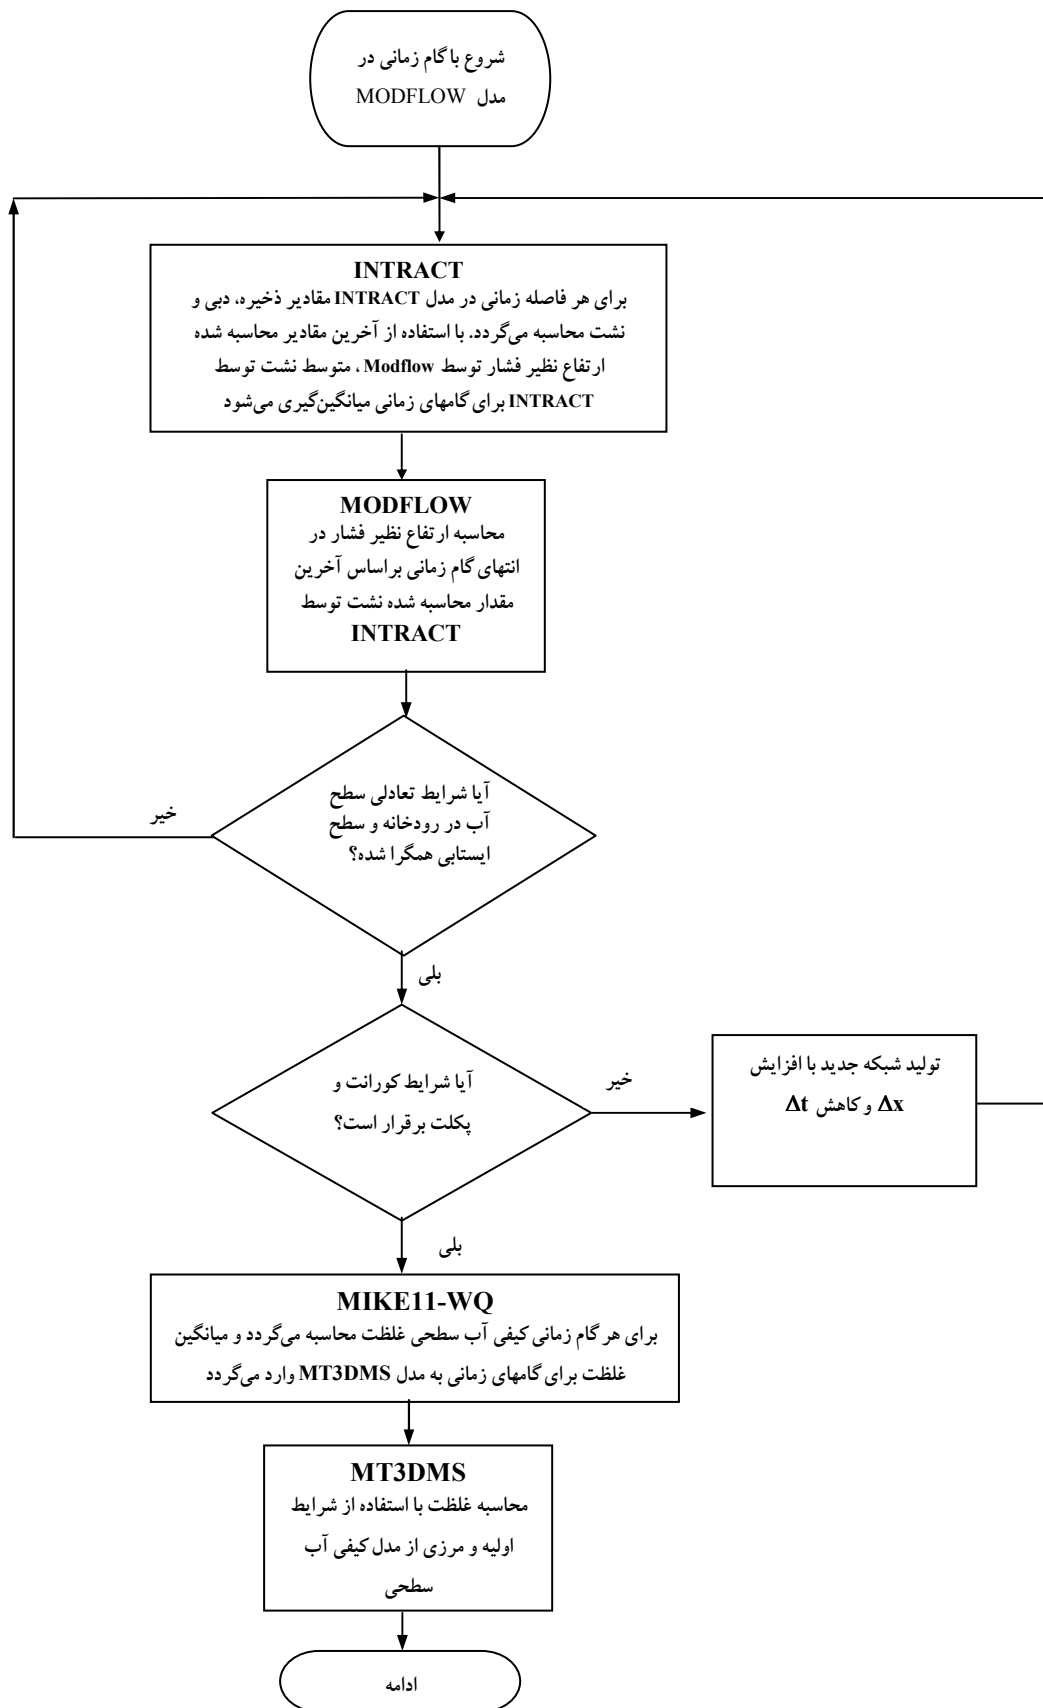 شروع با گام زمانی در
مدل MODFLOW
INTRACT
برای هر فاصله زمانی در مدل INTRACT مقادیر ذخیره، دبی و
نشت محاسبه می‌گردد. با استفاده از آخرین مقادیر محاسبه شده
ارتفاع نظیر فشار توسط Modflow ، متوسط نشت توسط
INTRACT برای گامهای زمانی میانگین‌گیری می‌شود
MODFLOW
محاسبه ارتفاع نظیر فشار در
انتهای گام زمانی براساس آخرین
مقدار محاسبه شده نشت توسط
INTRACT
آیا شرایط تعادلی سطح
آب در رودخانه و سطح
ایستابی همگرا شده؟
خیر
بلی
آیا شرایط کورانت و
پکلت برقرار است؟
خیر
تولید شبکه جدید با افزایش
Δx و کاهش Δt
بلی
MIKE11-WQ
برای هر گام زمانی کیفی آب سطحی غلظت محاسبه می‌گردد و میانگین
غلظت برای گامهای زمانی به مدل MT3DMS وارد می‌گردد
MT3DMS
محاسبه غلظت با استفاده از شرایط
اولیه و مرزی از مدل کیفی آب
سطحی
ادامه